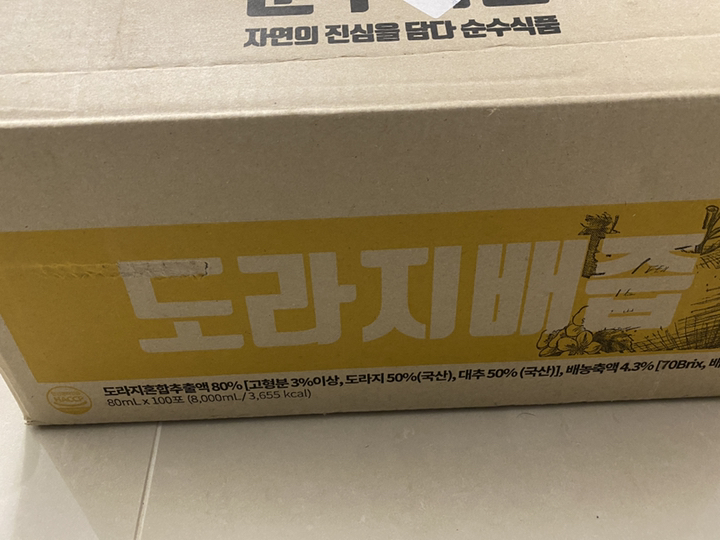 자연의 진심을 담다 순수식품
도라지배즙
도라지혼합추출액 80% [고형분 3%이상, 도라지 50%(국산), 대추 50% (국산)], 배농축액 4.3% [70Brix,
80mL x 100포 (8,000mL/ 3,655 kcal)
HACCP